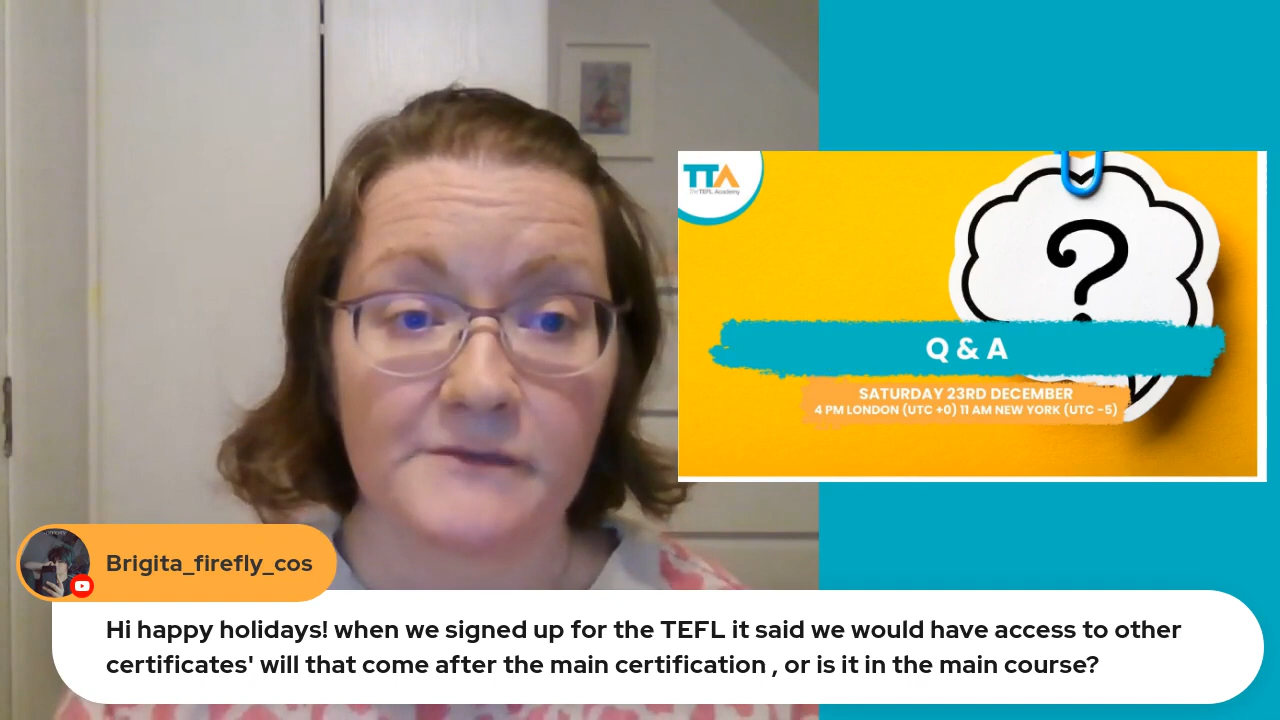 TTA
The TEFL Academy
Q & A
SATURDAY 23RD DECEMBER
4 PM LONDON (UTC +0) 11 AM NEW YORK (UTC -5)
Brigita_firefly_cos
Hi happy holidays! when we signed up for the TEFL it said we would have access to other
certificates' will that come after the main certification , or is it in the main course?